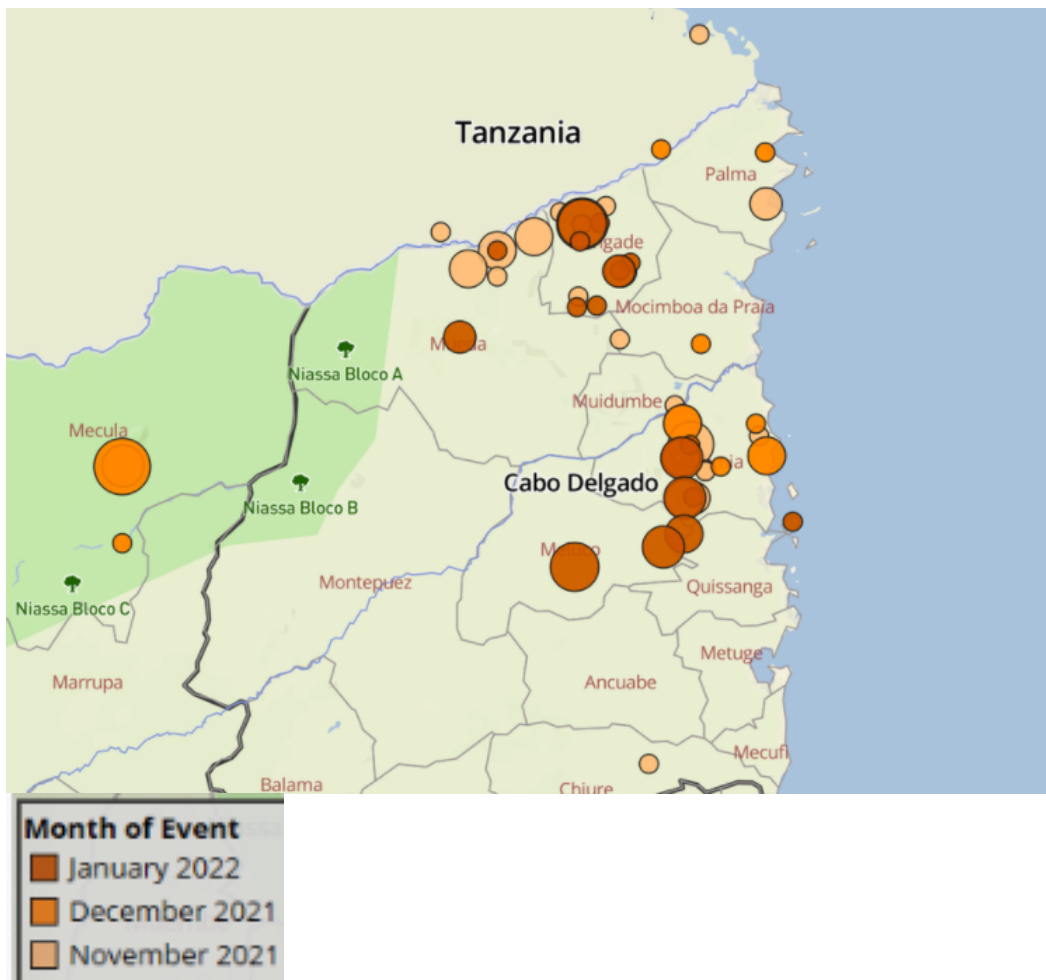 Tanzania
Palma
igade
Mocimboa da Praia
Niassa Bloco A
Muidumbe
Mecula
Cabo Delgado
Niassa Bloco B
Montepuez
Quissanga
Niassa Bloco C
Metuge
Marrupa
Ancuabe
Mecufi
Balama
Chiure
Month of Event
January 2022
December 2021
November 2021